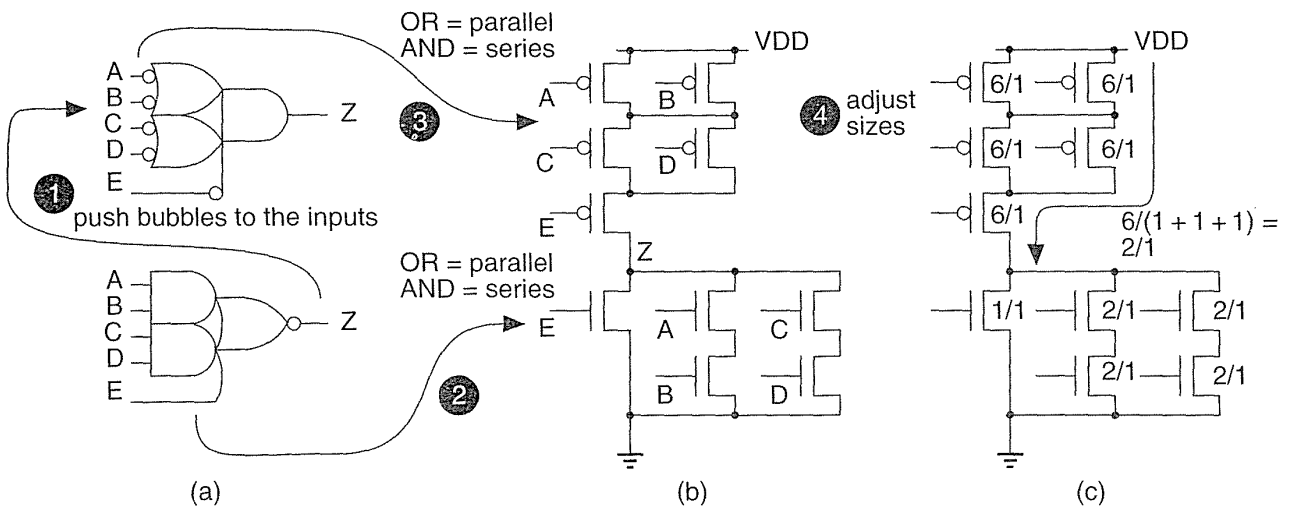 A
B
C
D
E
Z
1
push bubbles to the inputs
A
B
C
D
E
Z
(a)
OR = parallel
AND = series
3
OR = parallel
AND = series
2
VDD
A
B
C
D
E
Z
E
A
C
B
D
(b)
4 adjust
sizes
VDD
6/1
6/1
6/1
6/1
6/1
6/(1 + 1 + 1) =
2/1
1/1
2/1
2/1
2/1
2/1
(c)